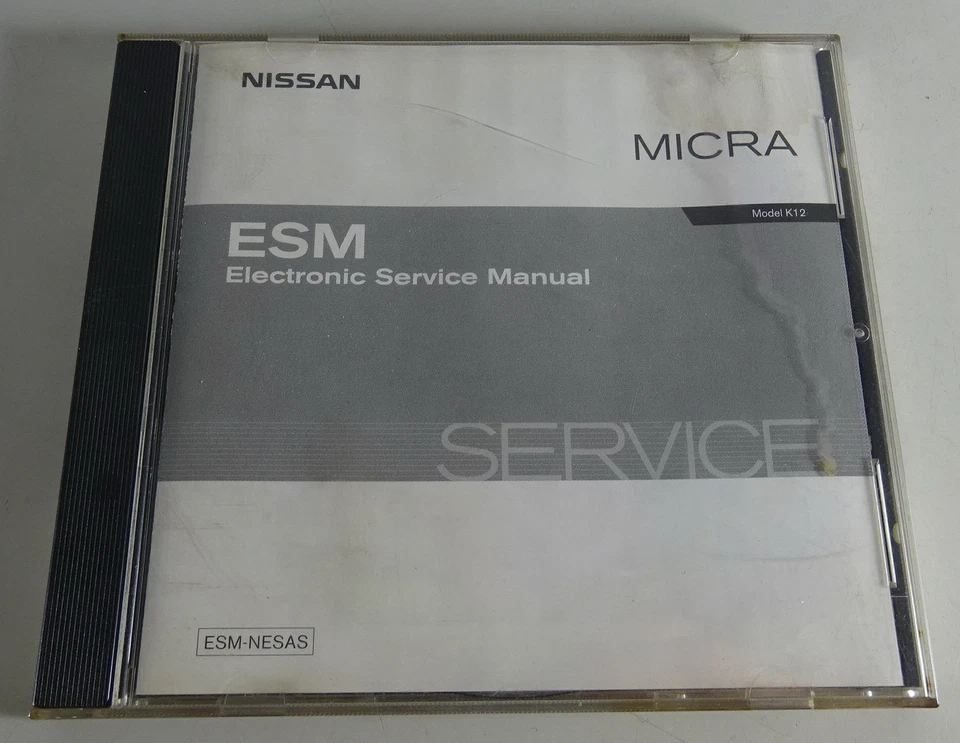 NISSAN
MICRA
Model K12
ESM
Electronic Service Manual
SERVICE
ESM-NESAS